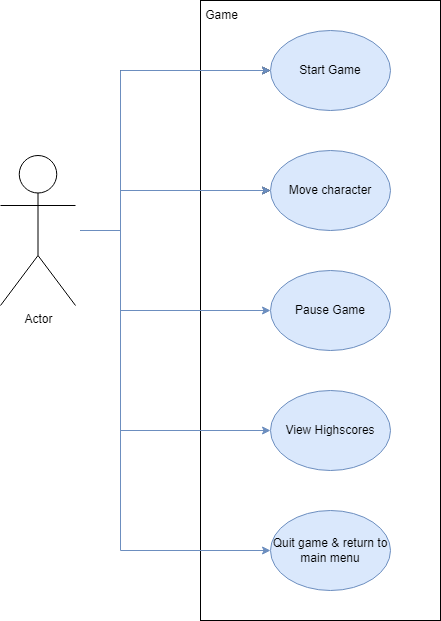 Game
Start Game
Move character
Pause Game
Actor
View Highscores
Quit game & return to
main menu